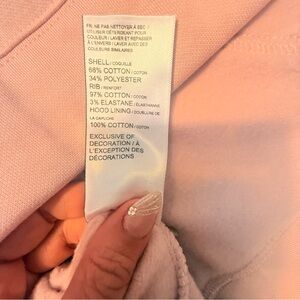 FR: NE PAS NETTOYER À SEC /
UTILISER DÉTERGENT POUR
COULEUR / LAVER ET REPASSER
À L'ENVERS / LAVER AVEC DES
COULEURS SIMILAIRES
SHELL / COQUILLE
66% COTTON / COTON
34% POLYESTER
RIB / RENFORT
97% COTTON / COTON
3% ELASTANE / ÉLASTHANNE
HOOD LINING / DOUBLURE DE
LA CAPUCHE
100% COTTON / COTON
EXCLUSIVE OF
DECORATION / À
L'EXCEPTION DES
DÉCORATIONS